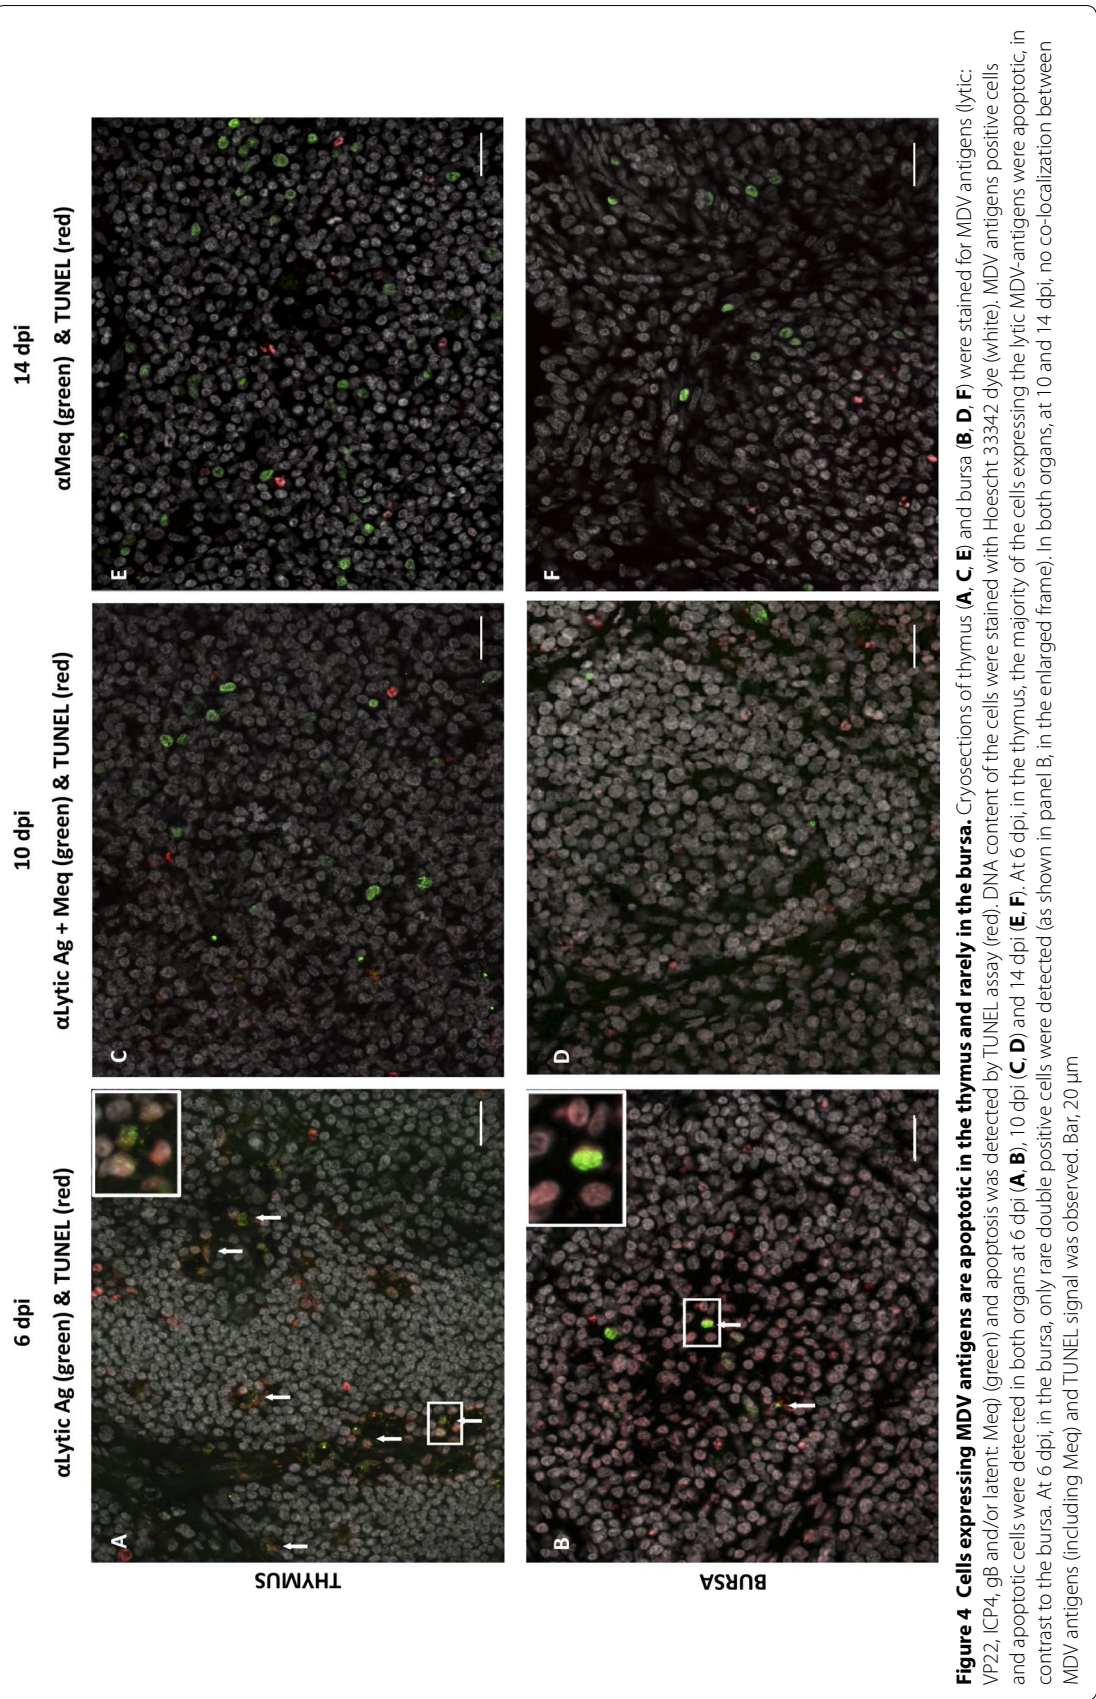 6 dpi
αLytic Ag (green) & TUNEL (red)
10 dpi
αLytic Ag + Meq (green) & TUNEL (red)
14 dpi
αMeq (green) & TUNEL (red)
THYMUS
A
C
E
BURSA
B
D
F
Figure 4 Cells expressing MDV antigens are apoptotic in the thymus and rarely in the bursa. Cryosections of thymus (A, C, E) and bursa (B, D, F) were stained for MDV antigens (lytic:
VP22, ICP4, gB and/or latent: Meq) (green) and apoptosis was detected by TUNEL assay (red). DNA content of the cells were stained with Hoescht 33342 dye (white). MDV antigens positive cells
and apoptotic cells were detected in both organs at 6 dpi (A, B), 10 dpi (C, D) and 14 dpi (E, F). At 6 dpi, in the thymus, the majority of the cells expressing the lytic MDV-antigens were apoptotic, in
contrast to the bursa. At 6 dpi, in the bursa, only rare double positive cells were detected (as shown in panel B, in the enlarged frame). In both organs, at 10 and 14 dpi, no co-localization between
MDV antigens (including Meq) and TUNEL signal was observed. Bar, 20 μm